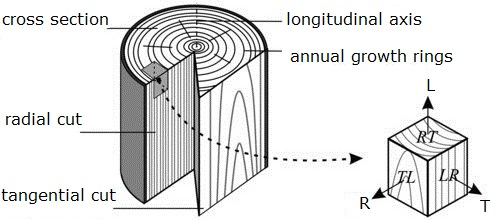 cross section
longitudinal axis
annual growth rings
radial cut
tangential cut
L
RT
TL
LR
R
T